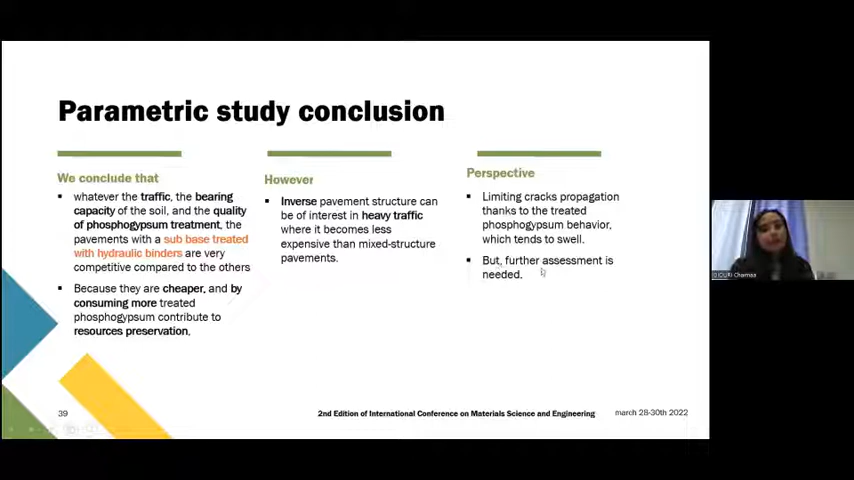 Parametric study conclusion
We conclude that
▪ whatever the traffic, the bearing
capacity of the soil, and the quality
of phosphogypsum treatment, the
pavements with a sub base treated
with hydraulic binders are very
competitive compared to the others
▪ Because they are cheaper, and by
consuming more treated
phosphogypsum contribute to
resources preservation.
However
▪ Inverse pavement structure can
be of interest in heavy traffic
where it becomes less
expensive than mixed-structure
pavements.
Perspective
▪ Limiting cracks propagation
thanks to the treated
phosphogypsum behavior,
which tends to swell.
▪ But, further assessment is
needed.
39
2nd Edition of International Conference on Materials Science and Engineering
march 28-30th 2022